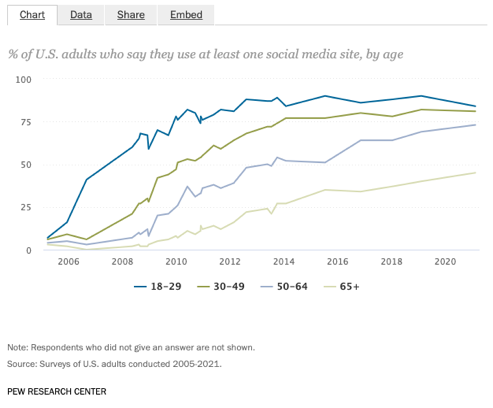 Chart Data Share Embed
% of U.S. adults who say they use at least one social media site, by age
100
75
50
25
0
2006 2008 2010 2012 2014 2016 2018 2020
18–29 30–49 50–64 65+
Note: Respondents who did not give an answer are not shown.
Source: Surveys of U.S. adults conducted 2005-2021.
PEW RESEARCH CENTER